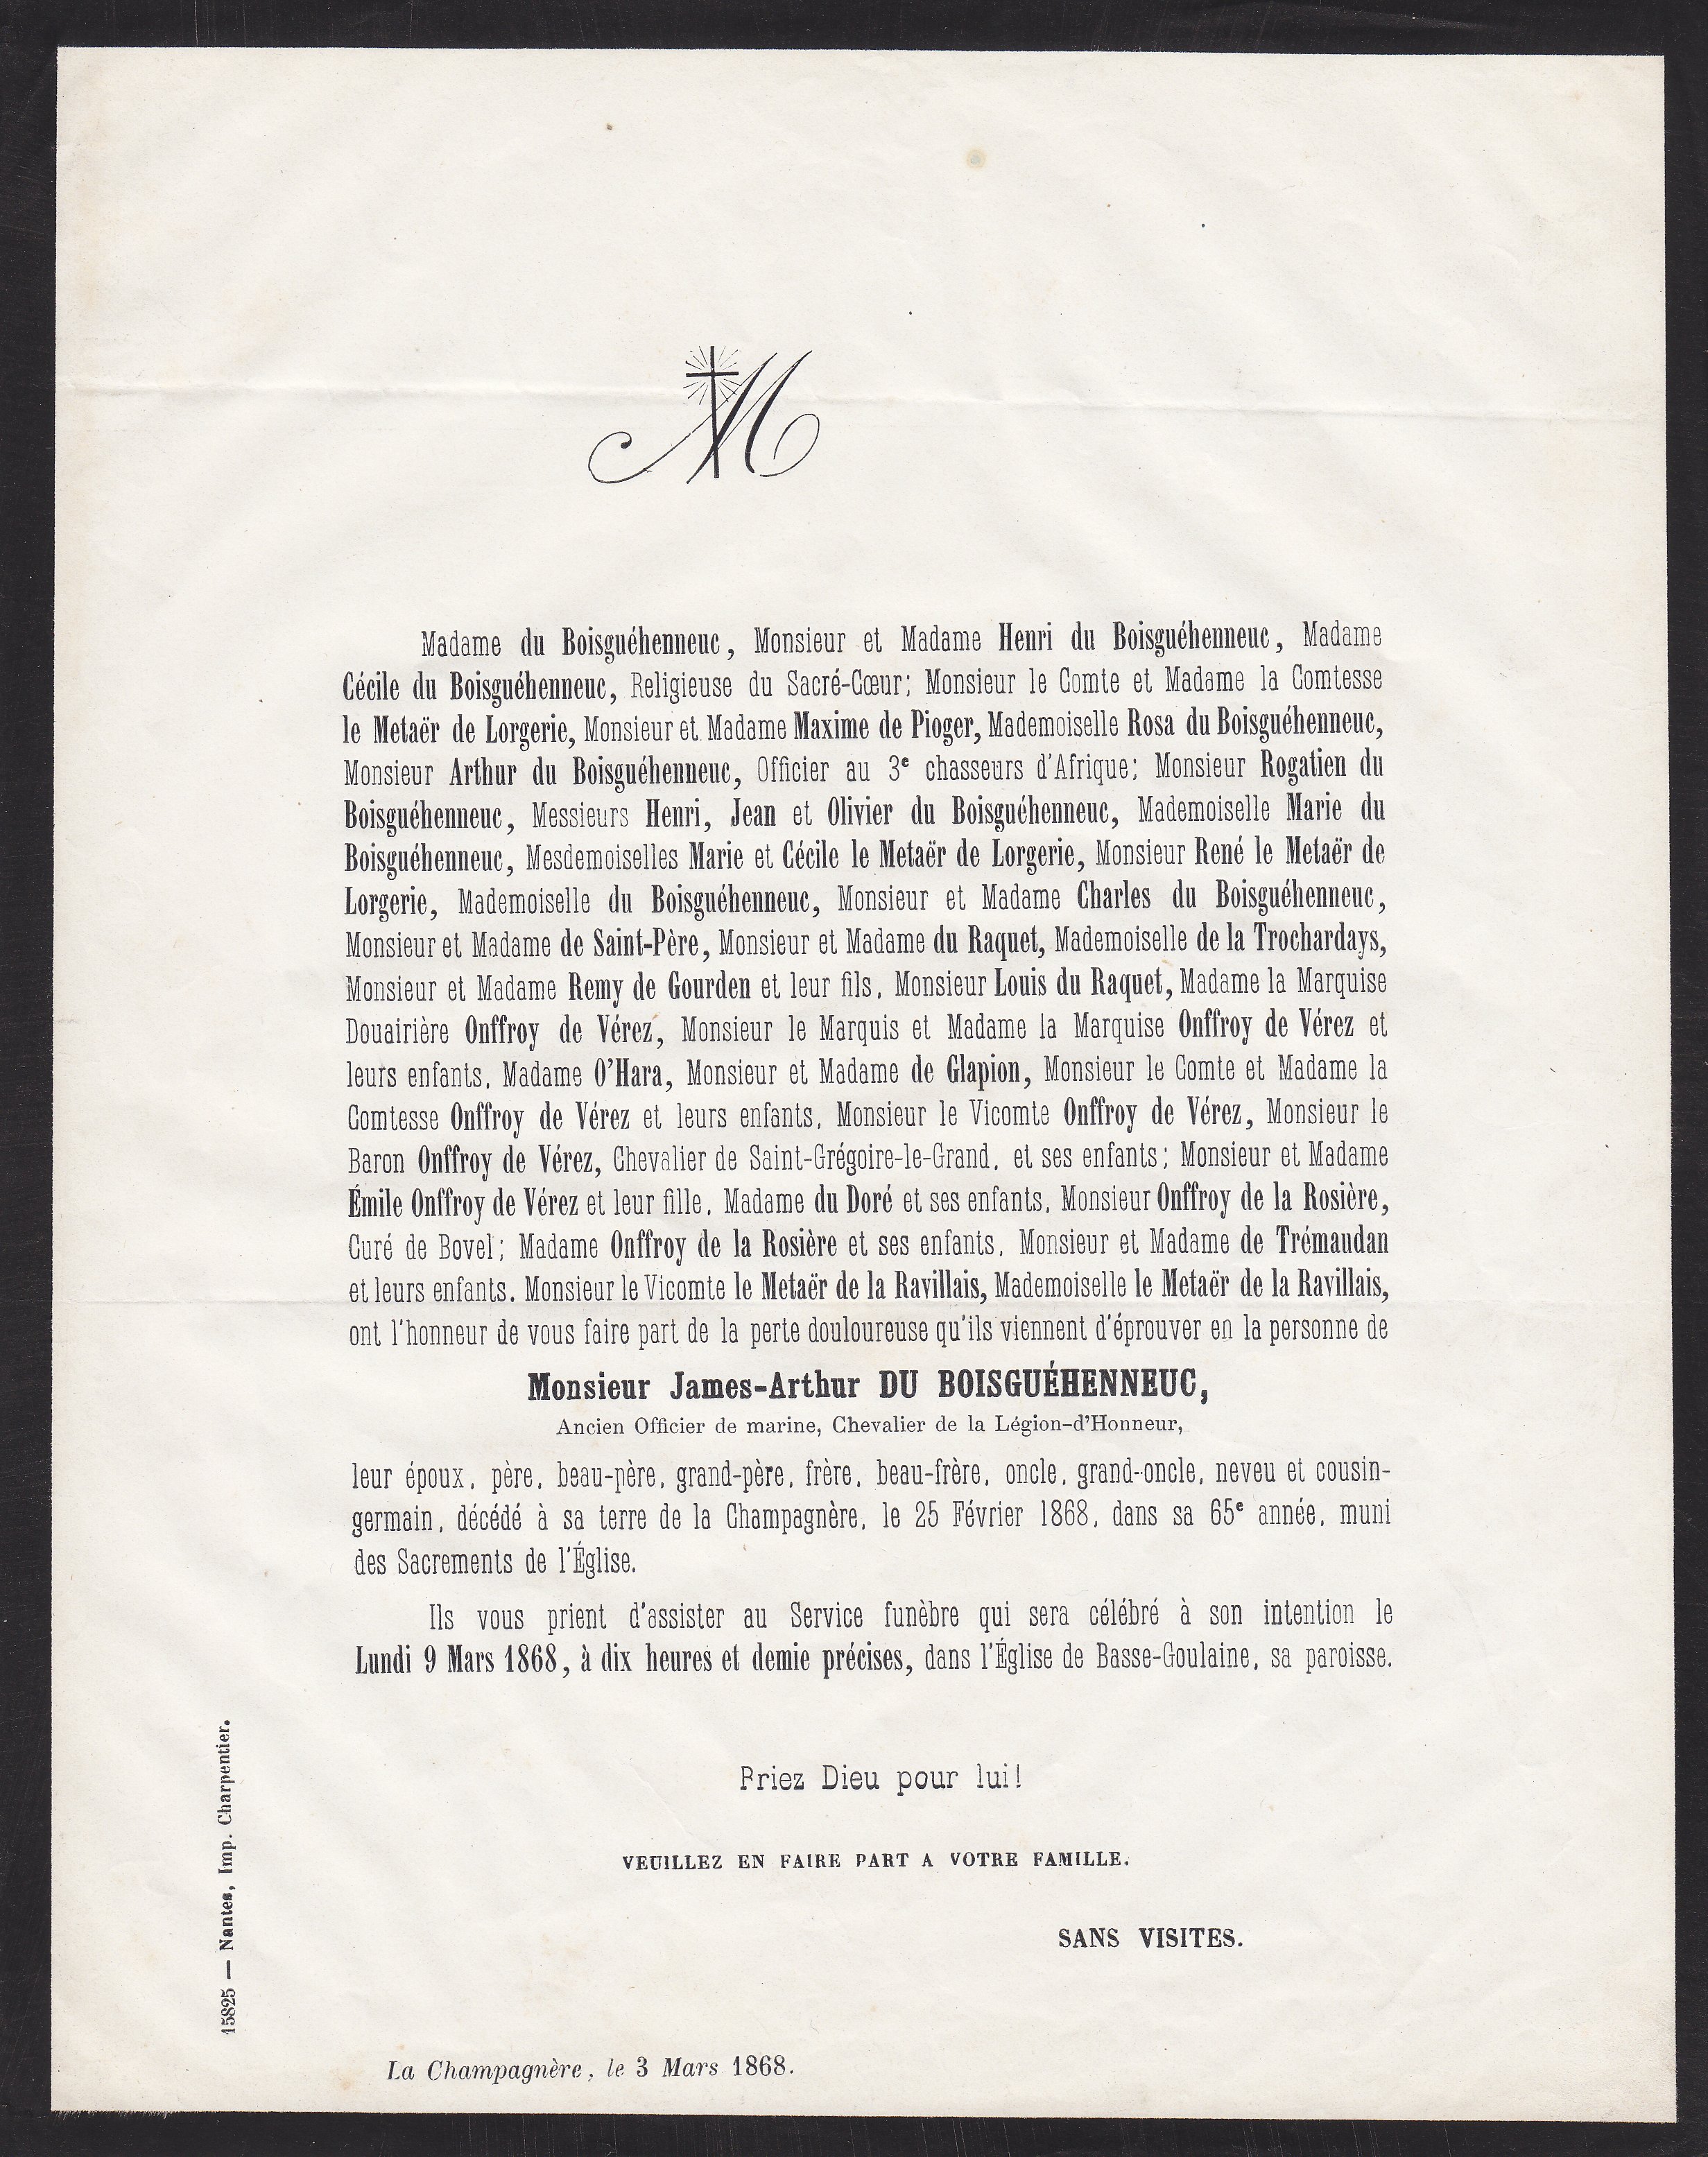 M
Madame du Boisguéhenneuc, Monsieur et Madame Henri du Boisguéhenneuc, Madame
Cécile du Boisguéhenneuc, Religieuse du Sacré-Cœur; Monsieur le Comte et Madame la Comtesse
le Metaër de Lorgerie, Monsieur et Madame Maxime de Pioger, Mademoiselle Rosa du Boisguéhenneuc,
Monsieur Arthur du Boisguéhenneuc, Officier au 3e chasseurs d'Afrique; Monsieur Rogatien du
Boisguéhenneuc, Messieurs Henri, Jean et Olivier du Boisguéhenneuc, Mademoiselle Marie du
Boisguéhenneuc, Mesdemoiselles Marie et Cécile le Metaër de Lorgerie, Monsieur René le Metaër de
Lorgerie, Mademoiselle du Boisguéhenneuc, Monsieur et Madame Charles du Boisguéhenneuc,
Monsieur et Madame de Saint-Père, Monsieur et Madame du Raquet, Mademoiselle de la Trochardays,
Monsieur et Madame Remy de Gourden et leur fils, Monsieur Louis du Raquet, Madame la Marquise
Douairière Onffroy de Vérez, Monsieur le Marquis et Madame la Marquise Onffroy de Vérez et
leurs enfants, Madame O'Hara, Monsieur et Madame de Glapion, Monsieur le Comte et Madame la
Comtesse Onffroy de Vérez et leurs enfants, Monsieur le Vicomte Onffroy de Vérez, Monsieur le
Baron Onffroy de Vérez, Chevalier de Saint-Grégoire-le-Grand, et ses enfants; Monsieur et Madame
Émile Onffroy de Vérez et leur fille, Madame du Doré et ses enfants, Monsieur Onffroy de la Rosière,
Curé de Bovel; Madame Onffroy de la Rosière et ses enfants, Monsieur et Madame de Trémaudan
et leurs enfants, Monsieur le Vicomte le Metaër de la Ravillais, Mademoiselle le Metaër de la Ravillais,
ont l'honneur de vous faire part de la perte douloureuse qu'ils viennent d'éprouver en la personne de
Monsieur James-Arthur DU BOISGUÉHENNEUC,
Ancien Officier de marine, Chevalier de la Légion-d'Honneur,
leur époux, père, beau-père, grand-père, frère, beau-frère, oncle, grand-oncle, neveu et cousin-
germain, décédé à sa terre de la Champagnère, le 25 Février 1868, dans sa 65e année, muni
des Sacrements de l'Église.
Ils vous prient d'assister au Service funèbre qui sera célébré à son intention le
Lundi 9 Mars 1868, à dix heures et demie précises, dans l'Église de Basse-Goulaine, sa paroisse.
Priez Dieu pour lui!
VEUILLEZ EN FAIRE PART A VOTRE FAMILLE.
SANS VISITES.
15825 — Nantes, Imp. Charpentier.
La Champagnère, le 3 Mars 1868.